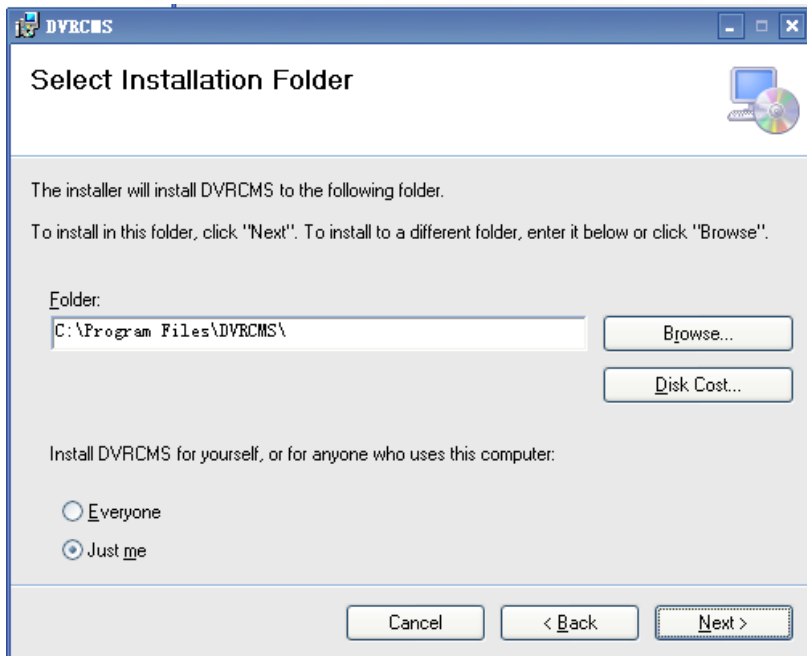 DVRCMS
Select Installation Folder
The installer will install DVRCMS to the following folder.
To install in this folder, click "Next". To install to a different folder, enter it below or click "Browse".
Folder:
C:\Program Files\DVRCMS\
Browse...
Disk Cost...
Install DVRCMS for yourself, or for anyone who uses this computer:
Everyone
Just me
Cancel
< Back
Next >